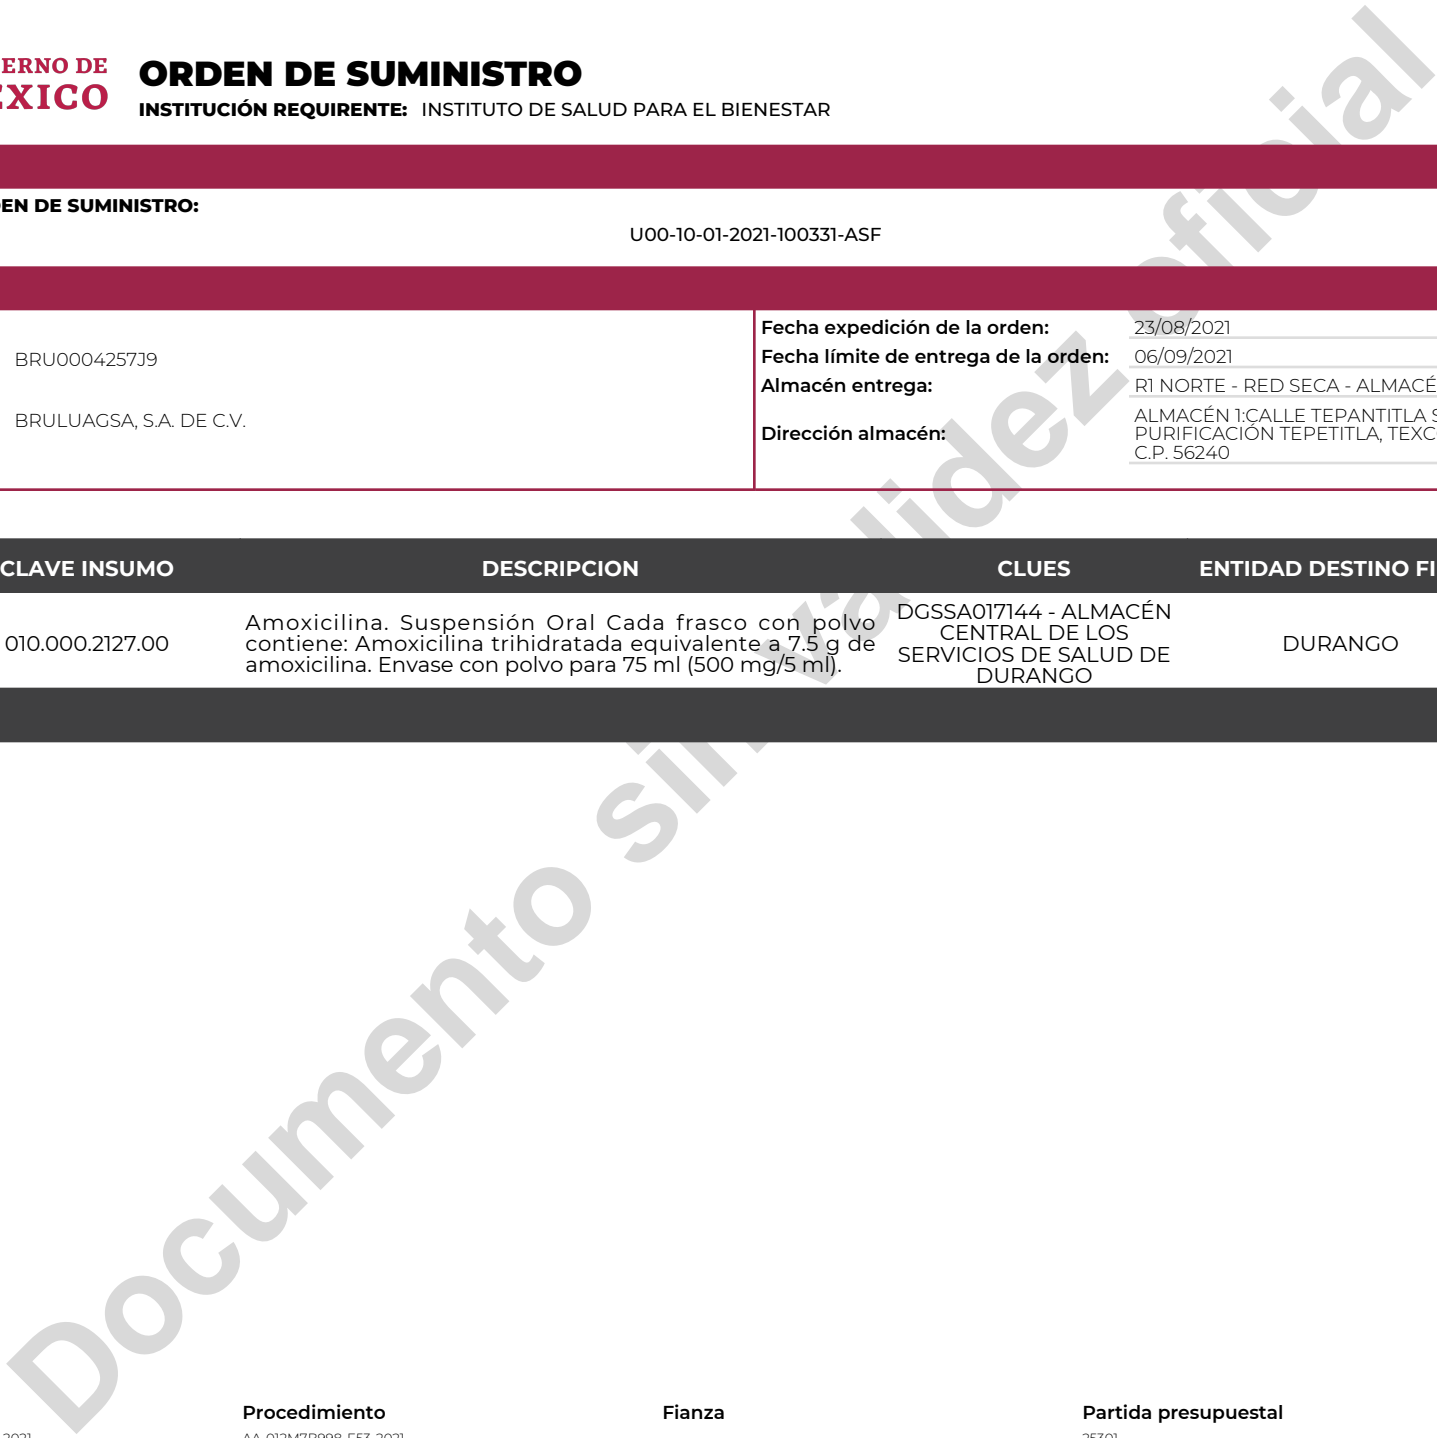 ERNO DE
EXICO
ORDEN DE SUMINISTRO
INSTITUCIÓN REQUIRENTE: INSTITUTO DE SALUD PARA EL BIENESTAR
EN DE SUMINISTRO:
U00-10-01-2021-100331-ASF
BRU0004257J9
BRULUAGSA, S.A. DE C.V.
Fecha expedición de la orden: 23/08/2021
Fecha límite de entrega de la orden: 06/09/2021
Almacén entrega: R1 NORTE - RED SECA - ALMACÉ
Dirección almacén: ALMACÉN 1:CALLE TEPANTITLA S
PURIFICACIÓN TEPETITLA, TEXC
C.P. 56240
CLAVE INSUMO DESCRIPCION CLUES ENTIDAD DESTINO FI
010.000.2127.00
Amoxicilina. Suspensión Oral Cada frasco con polvo
contiene: Amoxicilina trihidratada equivalente a 7.5 g de
amoxicilina. Envase con polvo para 75 ml (500 mg/5 ml).
DGSSA017144 - ALMACÉN
CENTRAL DE LOS
SERVICIOS DE SALUD DE
DURANGO
DURANGO
Documento sin validez oficial
Procedimiento Fianza Partida presupuestal